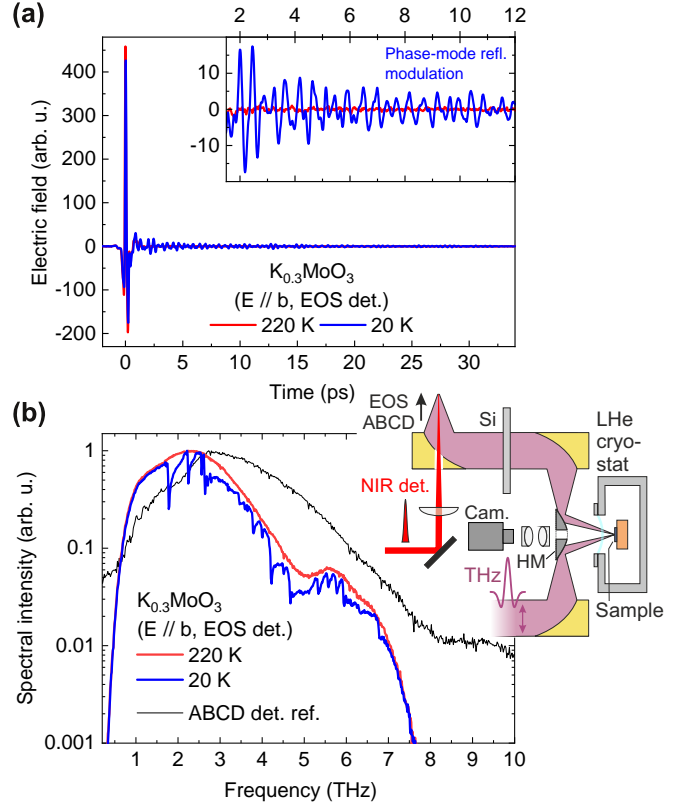 (a)
2 4 6 8 10 12
Phase-mode refl.
modulation
10
0
-10
400
300
200
100
0
-100
-200
Electric field (arb. u.)
K0.3MoO3
(E // b, EOS det.)
220 K 20 K
0 5 10 15 20 25 30
Time (ps)
(b)
EOS
ABCD
Si
LHe
cryo-
stat
NIR det.
Cam.
HM
THz
Sample
1
0.1
0.01
0.001
Spectral intensity (arb. u.)
K0.3MoO3
(E // b, EOS det.)
220 K
20 K
ABCD det. ref.
1 2 3 4 5 6 7 8 9 10
Frequency (THz)